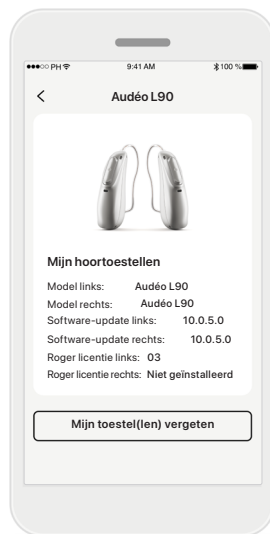 ●●●○○ PH 9:41 AM 100 %
Audéo L90
Mijn hoortoestellen
Model links: Audéo L90
Model rechts: Audéo L90
Software-update links: 10.0.5.0
Software-update rechts: 10.0.5.0
Roger licentie links: 03
Roger licentie rechts: Niet geïnstalleerd
Mijn toestel(len) vergeten